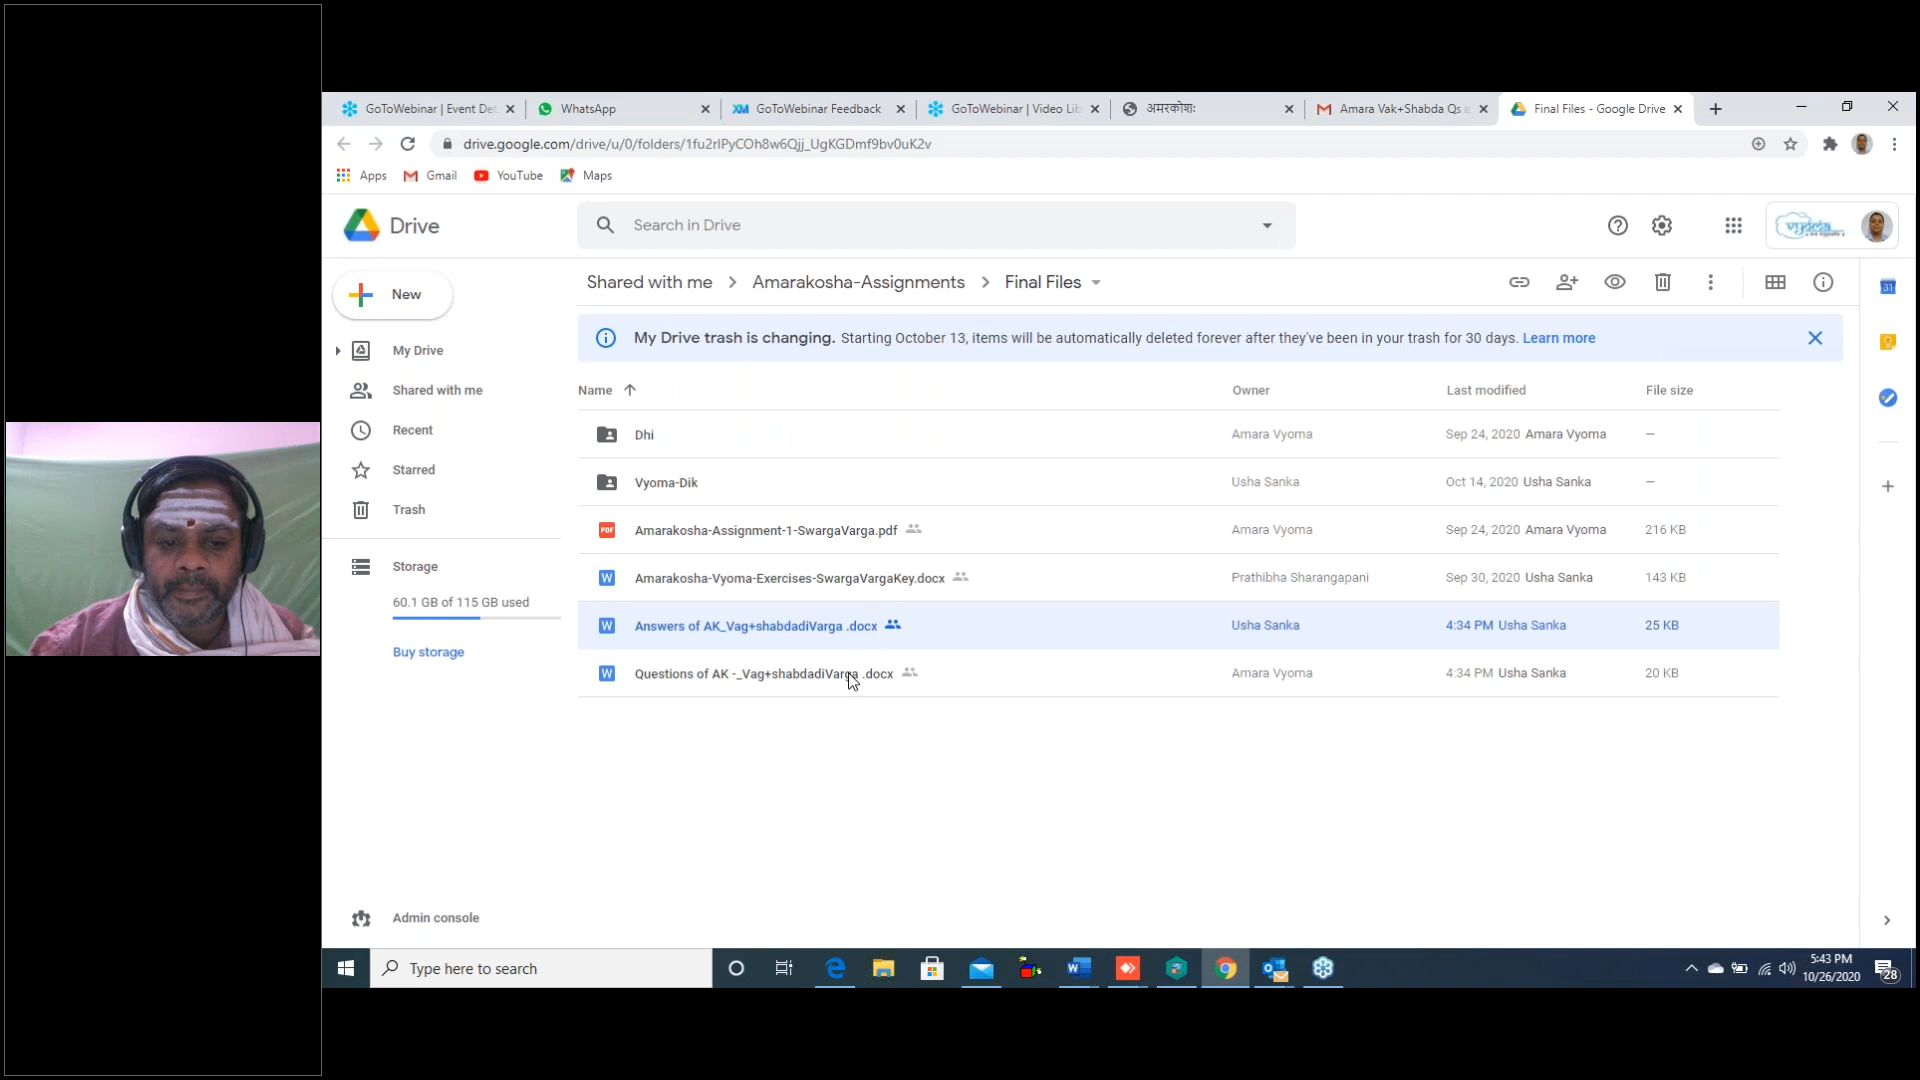 GoToWebinar | Event Det
WhatsApp
GoToWebinar Feedback
GoToWebinar | Video Lib
अमरकोशः
Amara Vak+Shabda Qs a
Final Files - Google Drive
drive.google.com/drive/u/0/folders/1fu2rlPyCOh8w6Qjj_UgKGDmf9bv0uK2v
Apps Gmail YouTube Maps
Drive
Search in Drive
vyoma
New
Shared with me > Amarakosha-Assignments > Final Files
31
My Drive trash is changing. Starting October 13, items will be automatically deleted forever after they've been in your trash for 30 days. Learn more
My Drive
Shared with me
Recent
Starred
Trash
Storage
60.1 GB of 115 GB used
Buy storage
Admin console
Name Owner Last modified File size
Dhi Amara Vyoma Sep 24, 2020 Amara Vyoma –
Vyoma-Dik Usha Sanka Oct 14, 2020 Usha Sanka –
PDF Amarakosha-Assignment-1-SwargaVarga.pdf Amara Vyoma Sep 24, 2020 Amara Vyoma 216 KB
W Amarakosha-Vyoma-Exercises-SwargaVargaKey.docx Prathibha Sharangapani Sep 30, 2020 Usha Sanka 143 KB
W Answers of AK_Vag+shabdadiVarga .docx Usha Sanka 4:34 PM Usha Sanka 25 KB
W Questions of AK -_Vag+shabdadiVarga .docx Amara Vyoma 4:34 PM Usha Sanka 20 KB
Type here to search
5:43 PM
10/26/2020
28